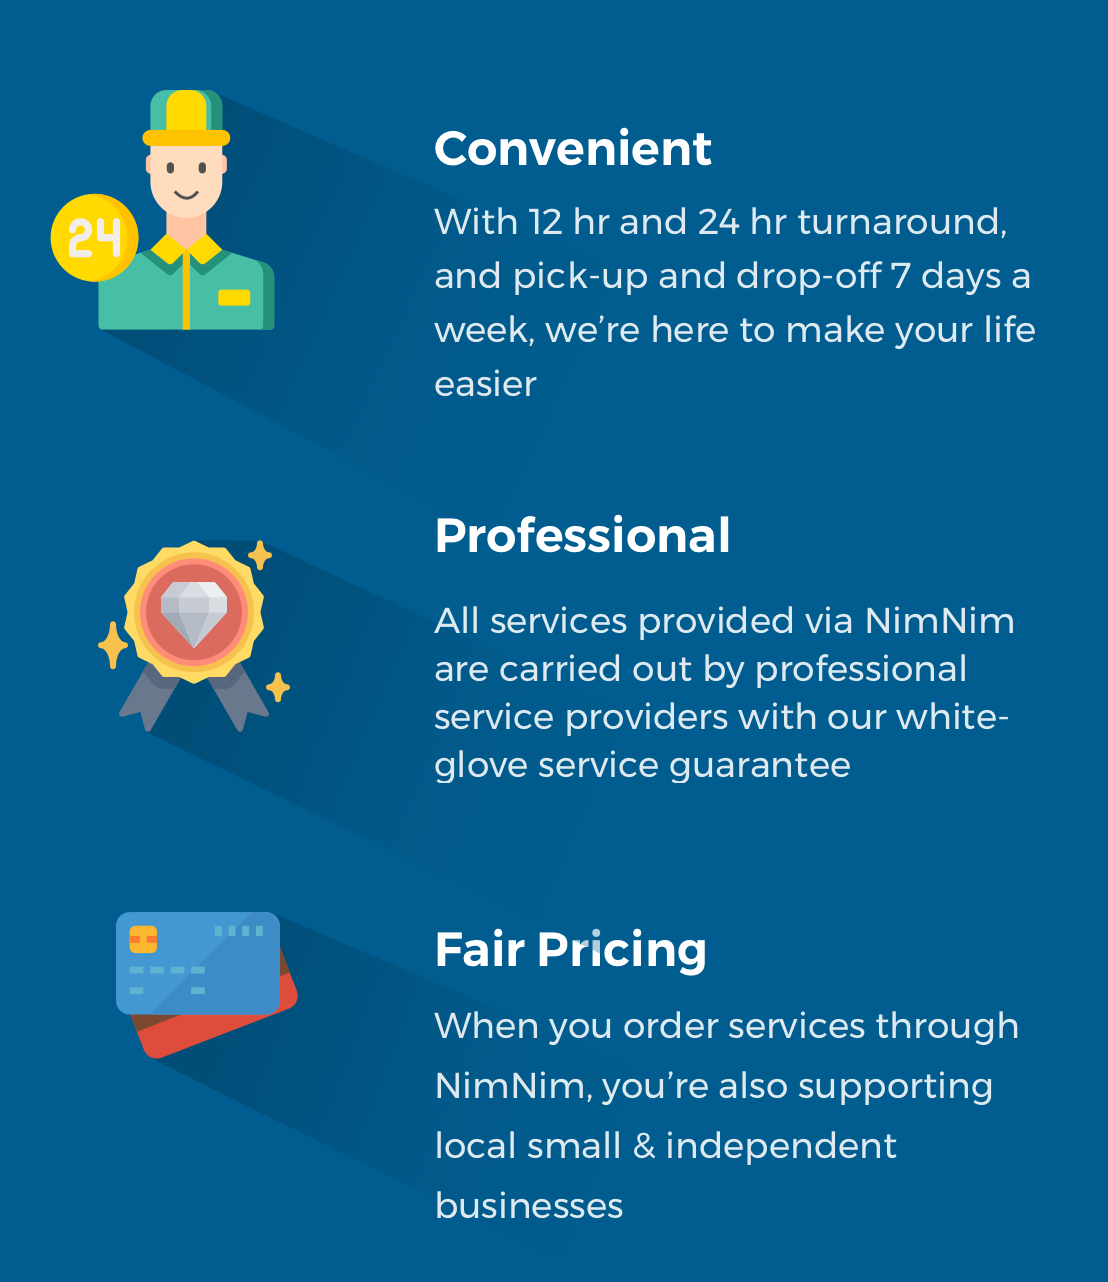 24
Convenient
With 12 hr and 24 hr turnaround,
and pick-up and drop-off 7 days a
week, we’re here to make your life
easier
Professional
All services provided via NimNim
are carried out by professional
service providers with our white-
glove service guarantee
Fair Pricing
When you order services through
NimNim, you’re also supporting
local small & independent
businesses